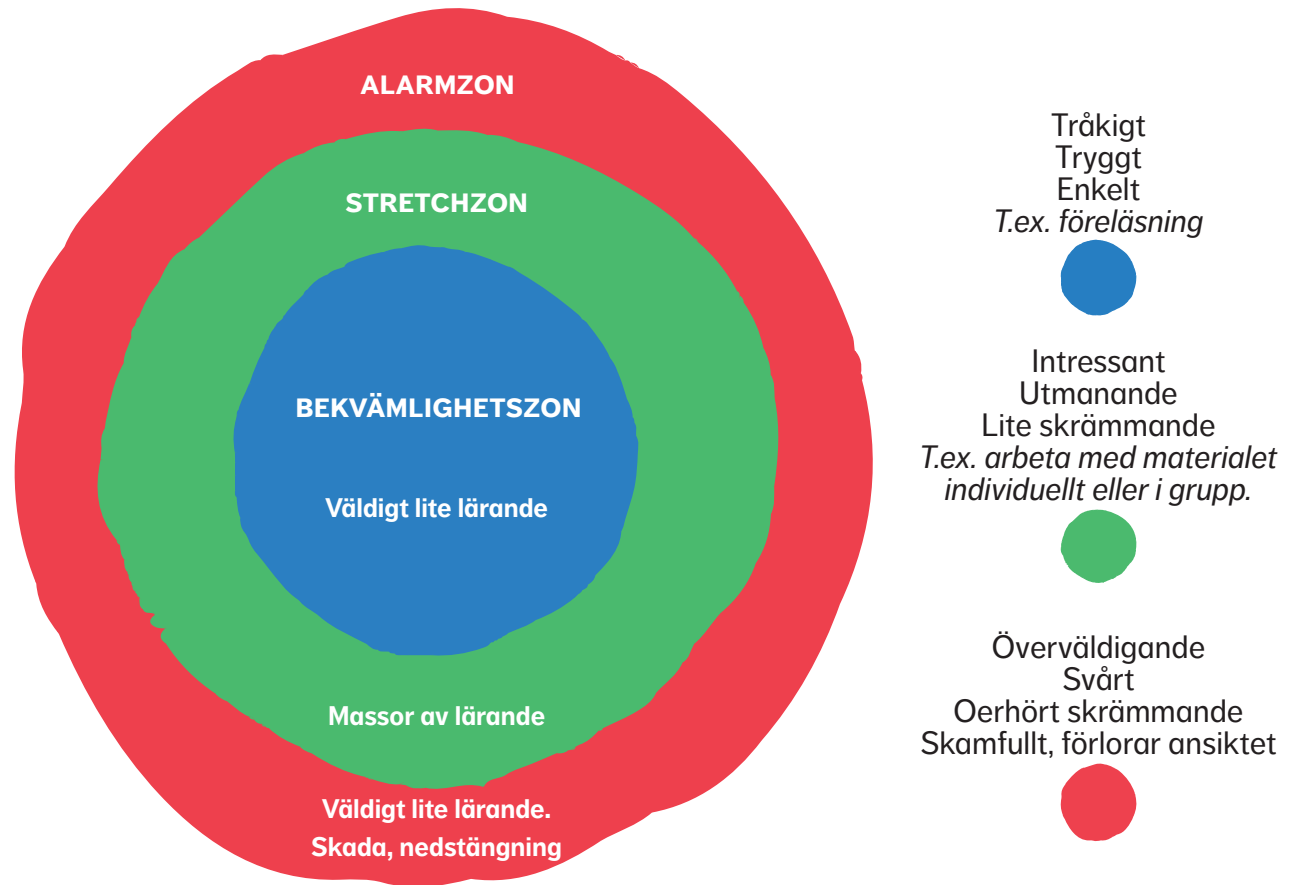 ALARMZON
STRETCHZON
BEKVÄMLIGHETSZON
Väldigt lite lärande
Massor av lärande
Väldigt lite lärande.
Skada, nedstängning
Tråkigt
Tryggt
Enkelt
T.ex. föreläsning
Intressant
Utmanande
Lite skrämmande
T.ex. arbeta med materialet
individuellt eller i grupp.
Överväldigande
Svårt
Oerhört skrämmande
Skamfullt, förlorar ansiktet